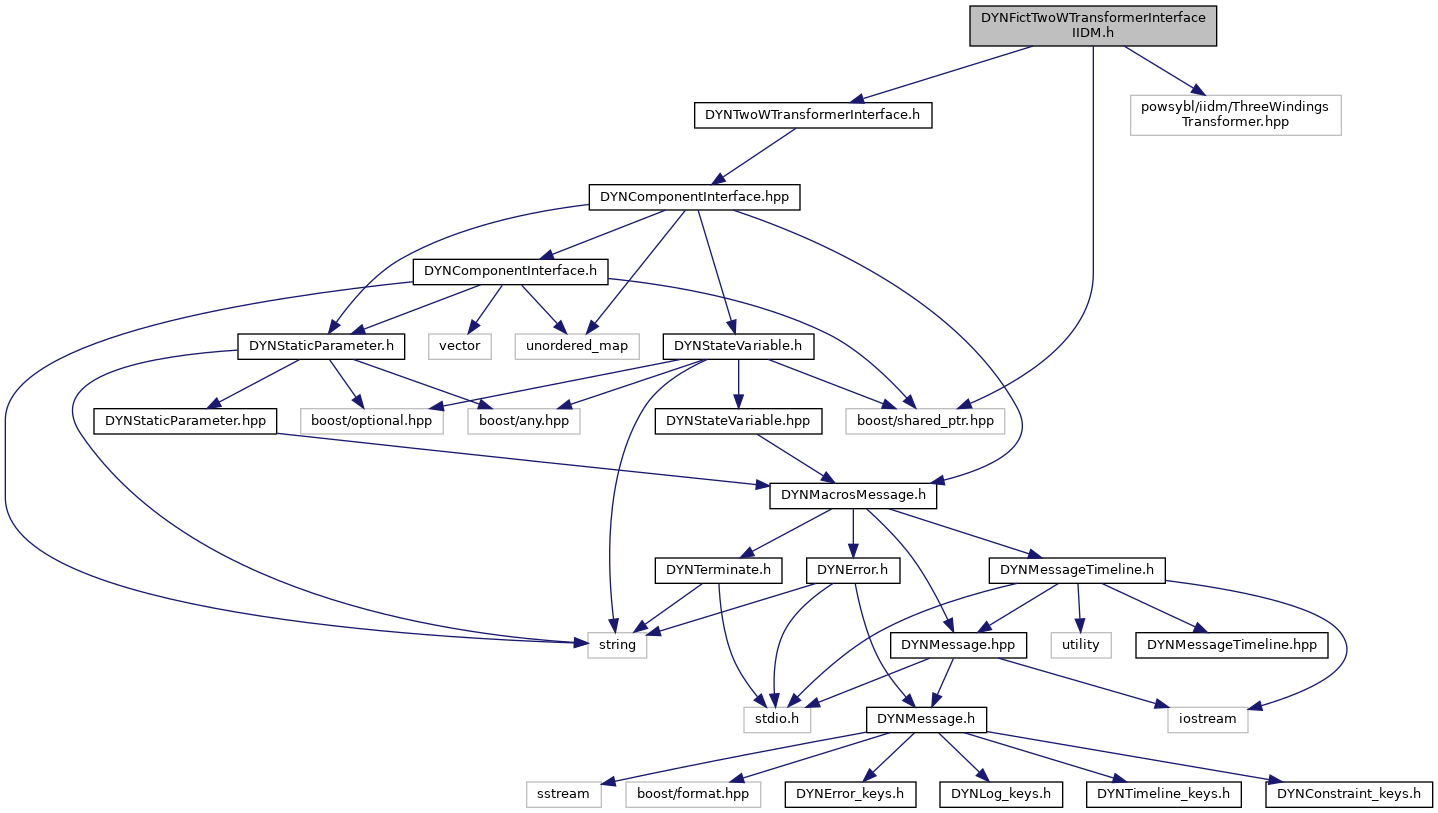 DYNFictTwoWTransformerInterface
IIDM.h
powsybl/iidm/ThreeWindings
Transformer.hpp
DYNTwoWTransformerInterface.h
DYNComponentInterface.hpp
DYNComponentInterface.h
DYNStaticParameter.h
vector
unordered_map
DYNStateVariable.h
DYNStaticParameter.hpp
boost/optional.hpp
boost/any.hpp
DYNStateVariable.hpp
boost/shared_ptr.hpp
DYNMacrosMessage.h
DYNTerminate.h
DYNError.h
DYNMessageTimeline.h
string
DYNMessage.hpp
utility
DYNMessageTimeline.hpp
stdio.h
DYNMessage.h
iostream
sstream
boost/format.hpp
DYNError_keys.h
DYNLog_keys.h
DYNTimeline_keys.h
DYNConstraint_keys.h